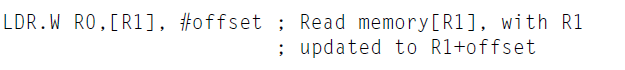 LDR.W R0,[R1], #offset ; Read memory[R1], with R1
; updated to R1+offset